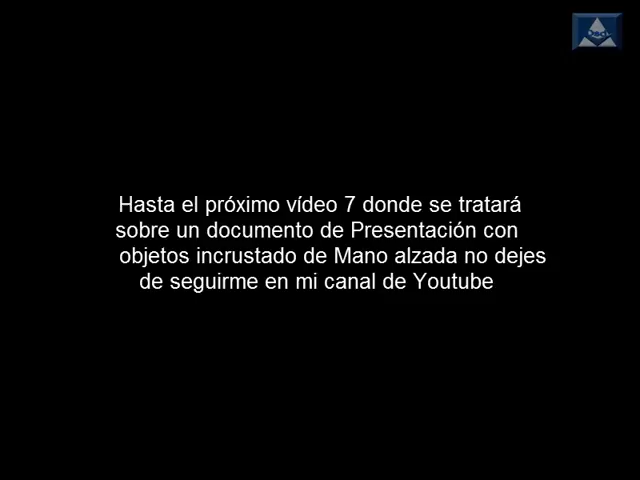 Hasta el próximo vídeo 7 donde se tratará
sobre un documento de Presentación con
objetos incrustado de Mano alzada no dejes
de seguirme en mi canal de Youtube